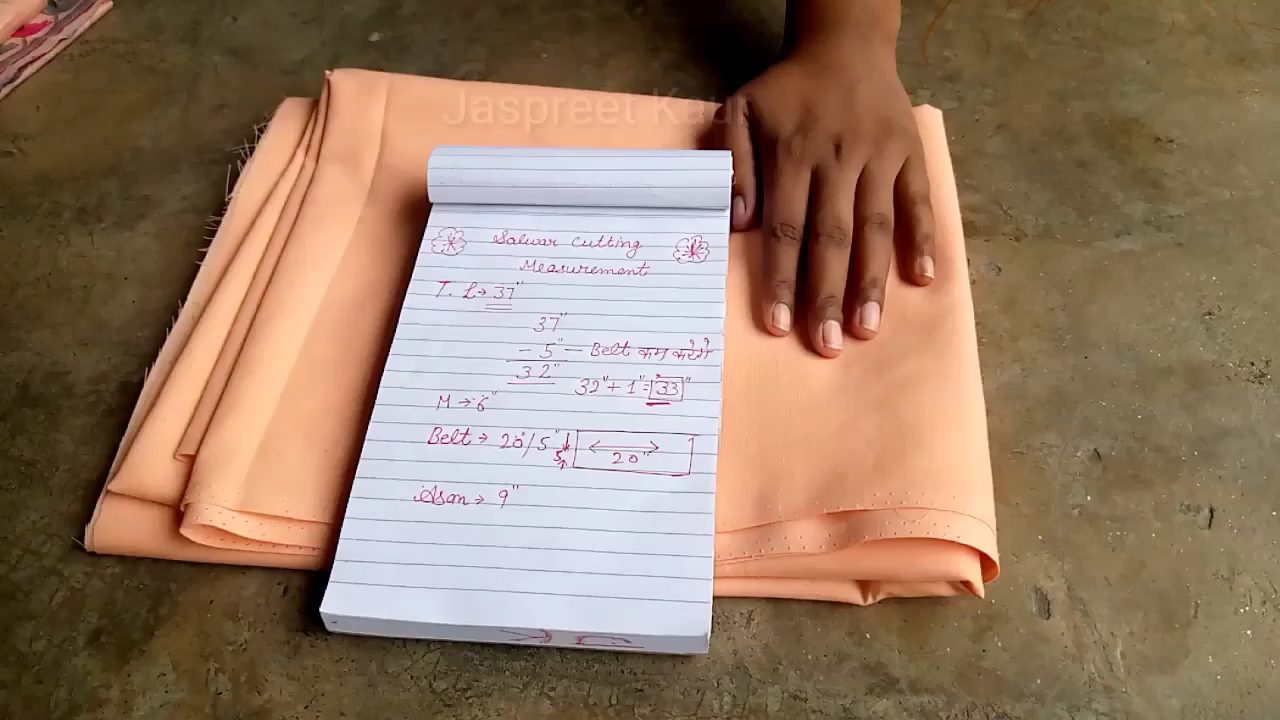 Jaspreet Kaur
Salwar Cutting
Measurement
T. L → 37"
37"
- 5" - Belt कम करेंगे
32"
32" + 1" = 33"
M → 6"
Belt → 20"/5"
5"
20"
Asan → 9"